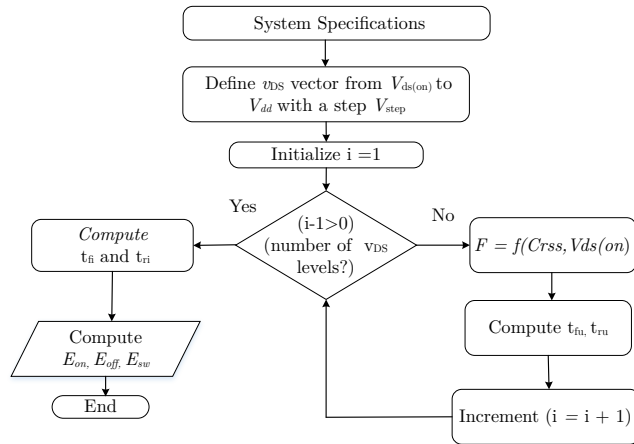 System Specifications
Define vDS vector from Vds(on) to
Vdd with a step Vstep
Initialize i =1
Yes
No
(i-1>0)
(number of vDS
levels?)
Compute
tfi and tri
F = f(Crss,Vds(on)
Compute
Eon, Eoff, Esw
Compute tfu, tru
End
Increment (i = i + 1)